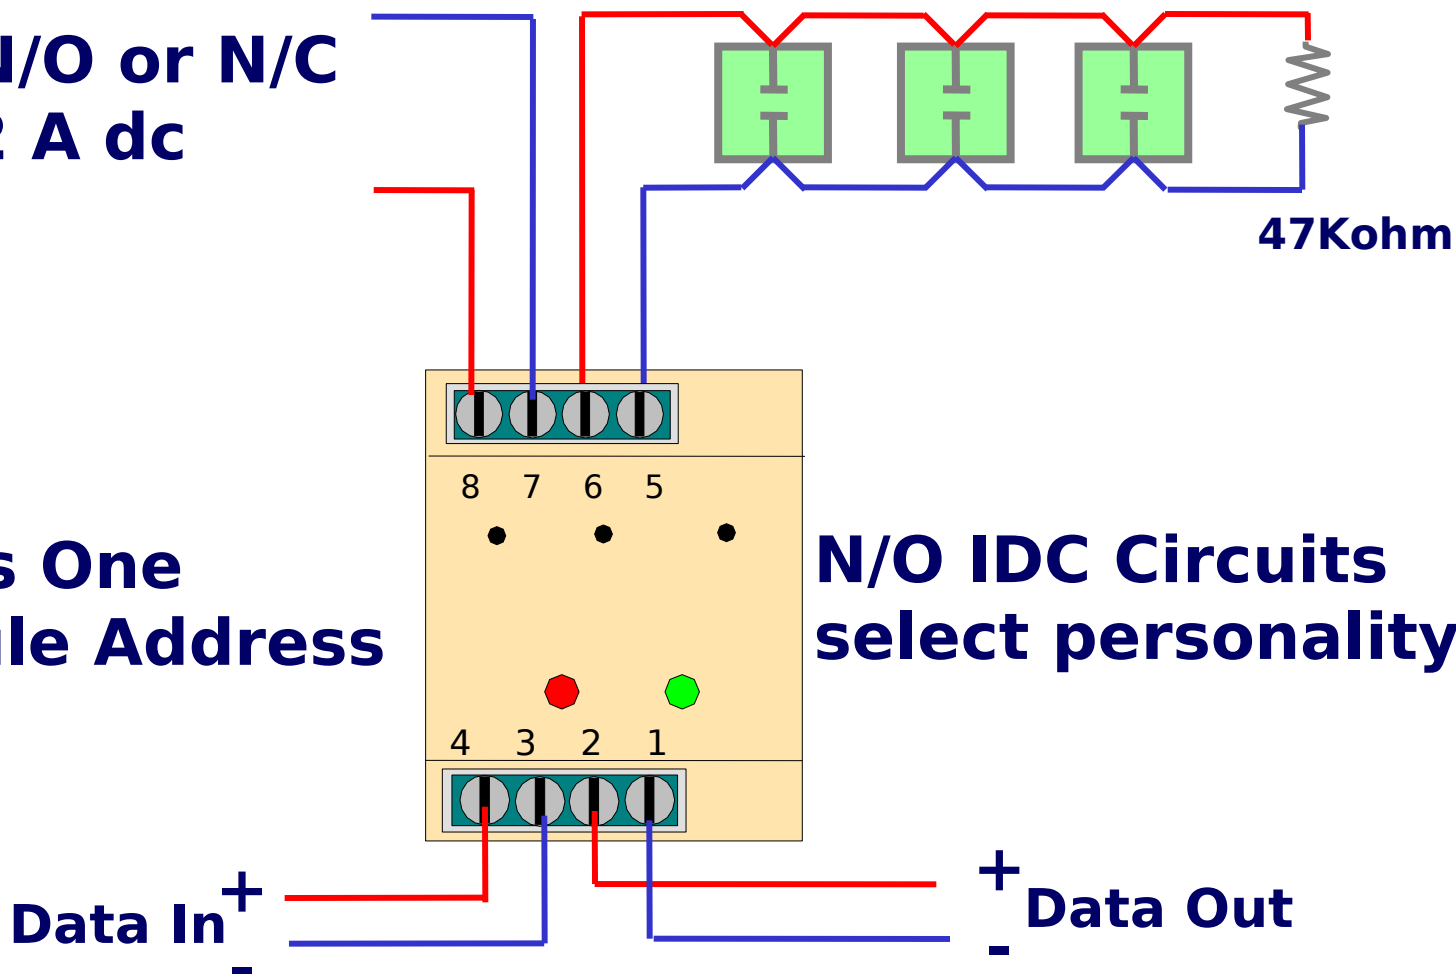 N/O or N/C
2 A dc
47Kohm
8 7 6 5
s One
le Address
N/O IDC Circuits
select personality
4 3 2 1
+
Data In
-
+
Data Out
-